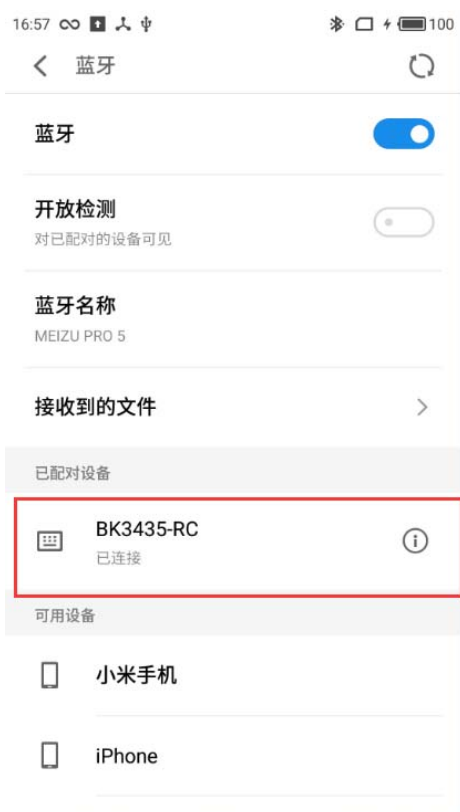 16:57 100
蓝牙
蓝牙
开放检测
对已配对的设备可见
蓝牙名称
MEIZU PRO 5
接收到的文件
已配对设备
BK3435-RC
已连接
可用设备
小米手机
iPhone